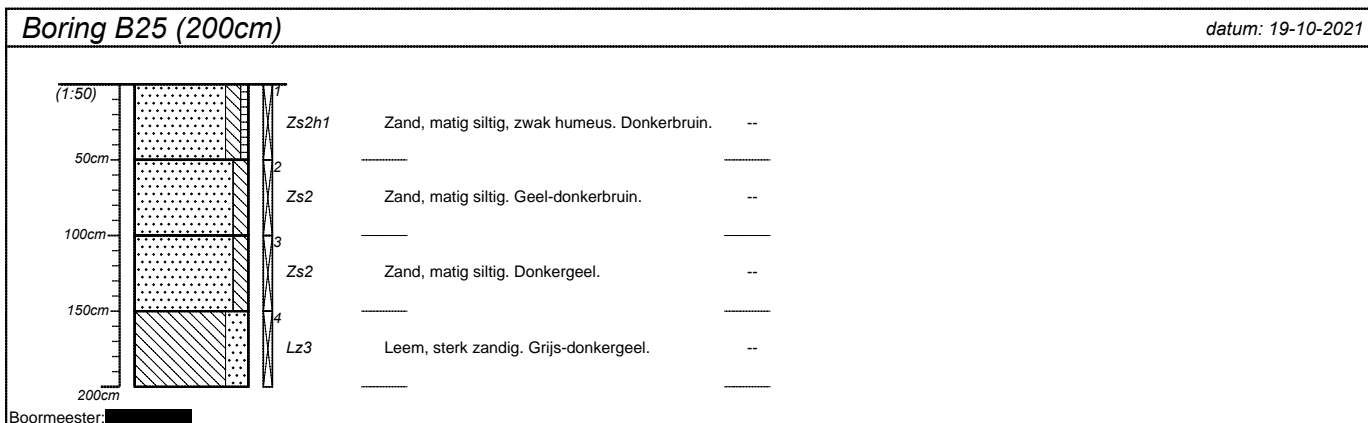 Boring B25 (200cm) datum: 19-10-2021
(1:50)
1
Zs2h1 Zand, matig siltig, zwak humeus. Donkerbruin. --
50cm
2
Zs2 Zand, matig siltig. Geel-donkerbruin. --
100cm
3
Zs2 Zand, matig siltig. Donkergeel. --
150cm
4
Lz3 Leem, sterk zandig. Grijs-donkergeel. --
200cm
Boormeester: